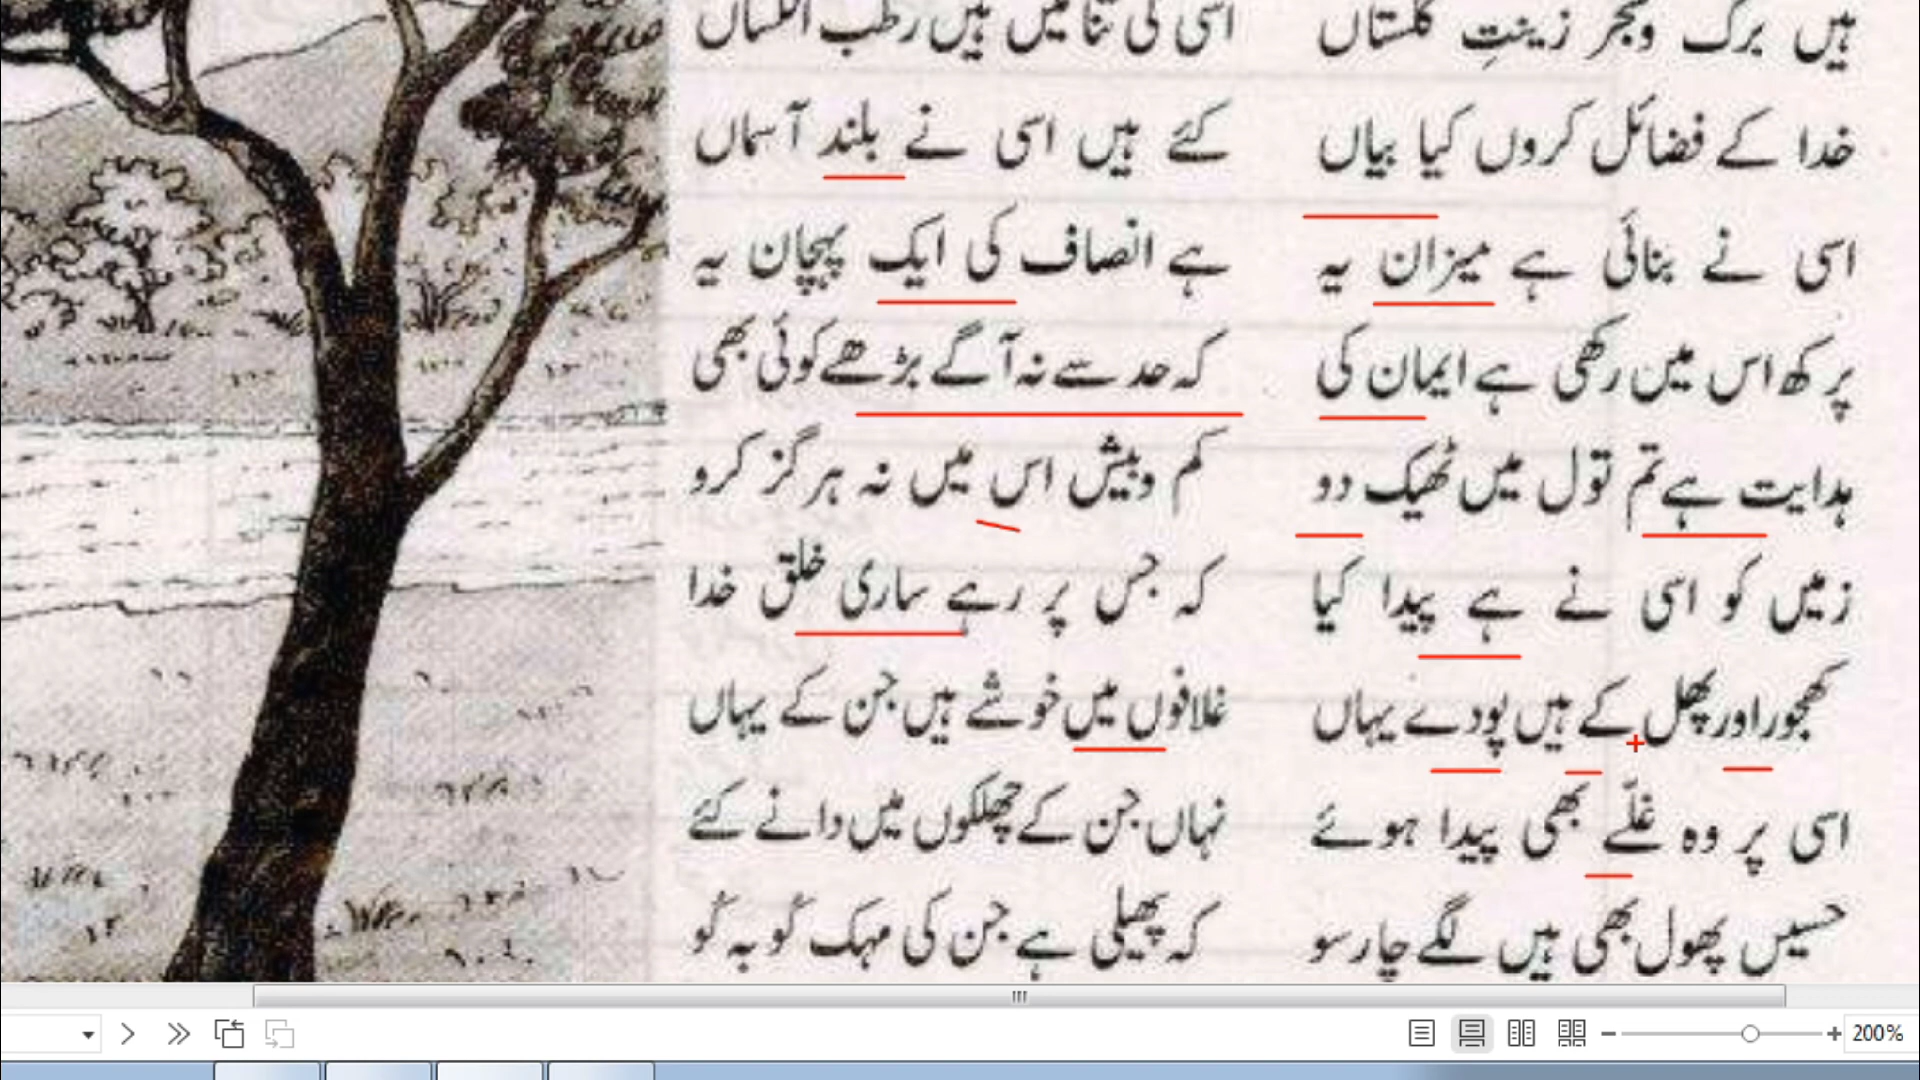 ہیں برگ وشجر زینتِ گلستاں اسی کی ثنا میں ہیں رطب اللساں
خدا کے فضائل کروں کیا بیاں کئے ہیں اسی نے بلند آسماں
اسی نے بنائی ہے میزان یہ ہے انصاف کی ایک پہچان یہ
پرکھ اس میں رکھی ہے ایمان کی کہ حد سے نہ آگے بڑھے کوئی بھی
ہدایت ہے تم تول میں ٹھیک دو کم وبیش اس میں نہ ہرگز کرو
زمیں کو اسی نے ہے پیدا کیا کہ جس پر رہے ساری خلق خدا
کھجور اور پھل کے ہیں پودے یہاں غلافوں میں خوشے ہیں جن کے یہاں
اسی پر وہ غلّے بھی پیدا ہوئے نہاں جن کے چھلکوں میں دانے کئے
حسیں پھول بھی ہیں لگے چار سو کہ پھیلی ہے جن کی مہک کُو بہ کُو
200%